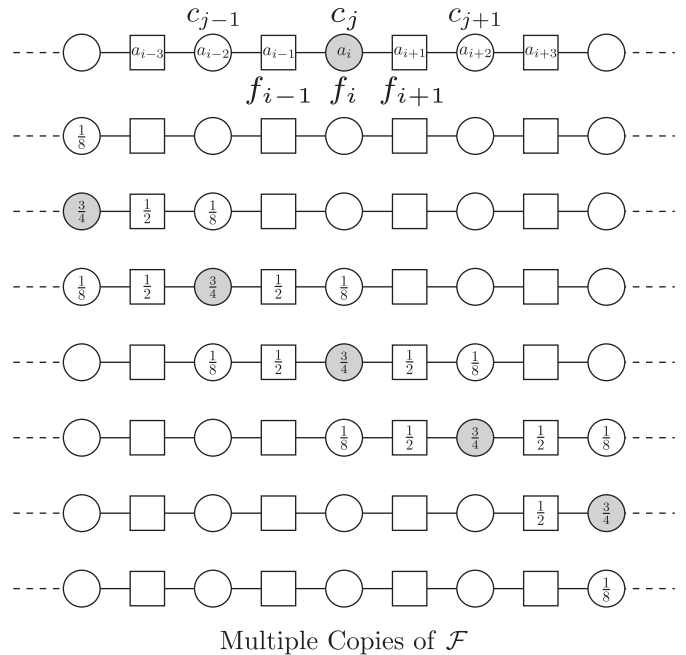 c_{j-1} c_j c_{j+1}
a_{i-3} a_{i-2} a_{i-1} a_i a_{i+1} a_{i+2} a_{i+3}
f_{i-1} f_i f_{i+1}
1/8
3/4 1/2 1/8
1/8 1/2 3/4 1/2 1/8
1/8 1/2 3/4 1/2 1/8
1/8 1/2 3/4 1/2 1/8
1/2 3/4
1/8
Multiple Copies of \mathcal{F}